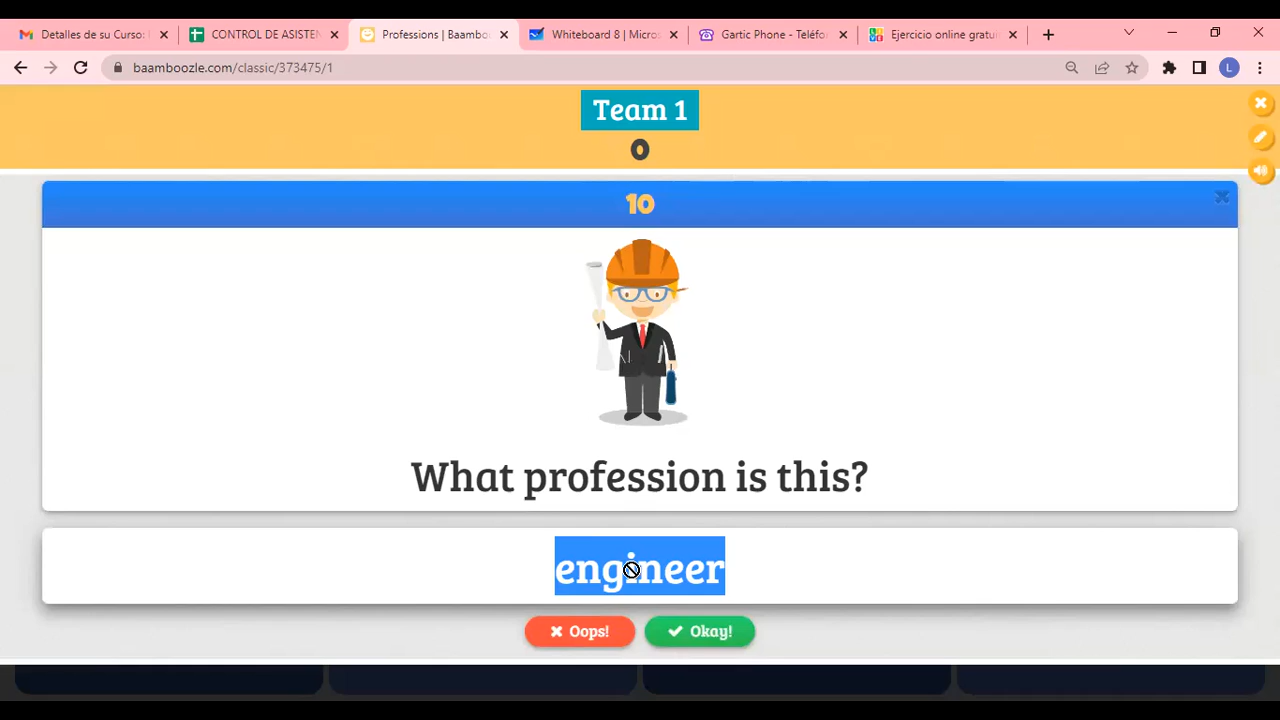 Detalles de su Curso:
CONTROL DE ASISTEN
Professions | Baambo
Whiteboard 8 | Micros
Gartic Phone - Teléfo
Ejercicio online gratu
baamboozle.com/classic/373475/1
L
Team 1
0
10
What profession is this?
engineer
Oops!
Okay!